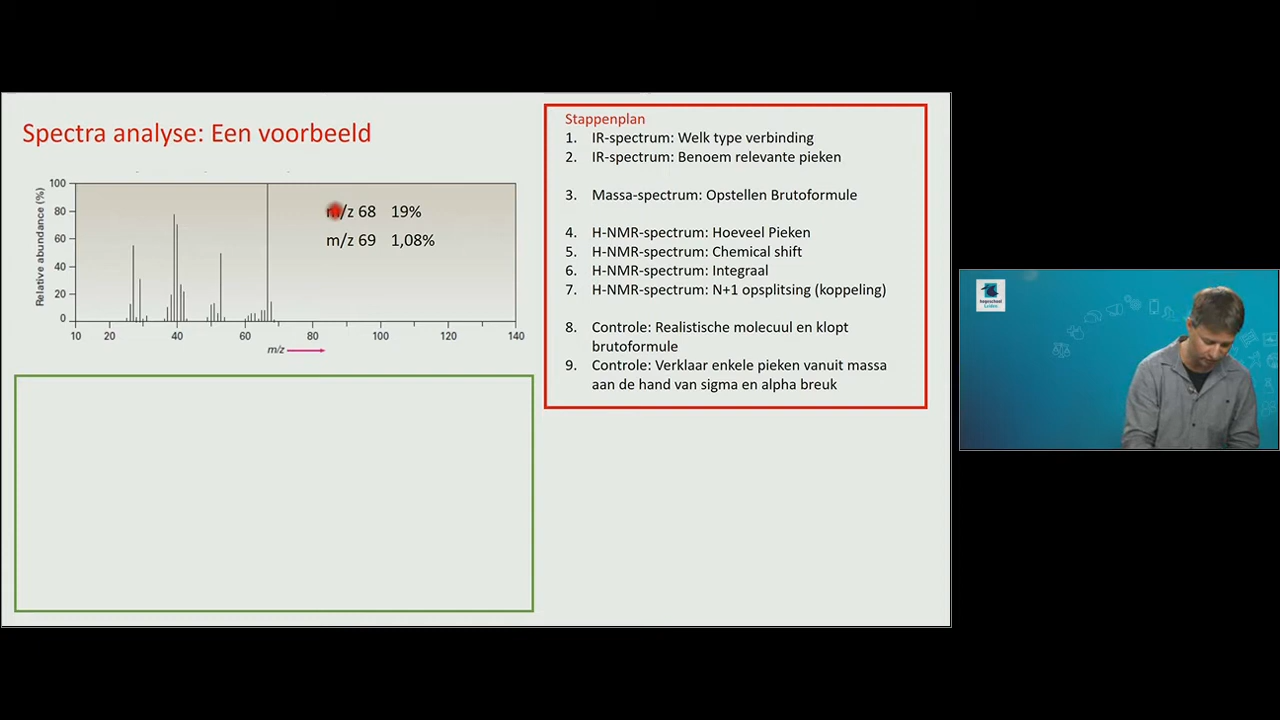 Spectra analyse: Een voorbeeld
Relative abundance (%)
100
80
60
40
20
0
m/z 68 19%
m/z 69 1,08%
10 20 40 60 80 100 120 140
m/z
Stappenplan
1. IR-spectrum: Welk type verbinding
2. IR-spectrum: Benoem relevante pieken
3. Massa-spectrum: Opstellen Brutoformule
4. H-NMR-spectrum: Hoeveel Pieken
5. H-NMR-spectrum: Chemical shift
6. H-NMR-spectrum: Integraal
7. H-NMR-spectrum: N+1 opsplitsing (koppeling)
8. Controle: Realistische molecuul en klopt
brutoformule
9. Controle: Verklaar enkele pieken vanuit massa
aan de hand van sigma en alpha breuk
hogeschool
Leiden